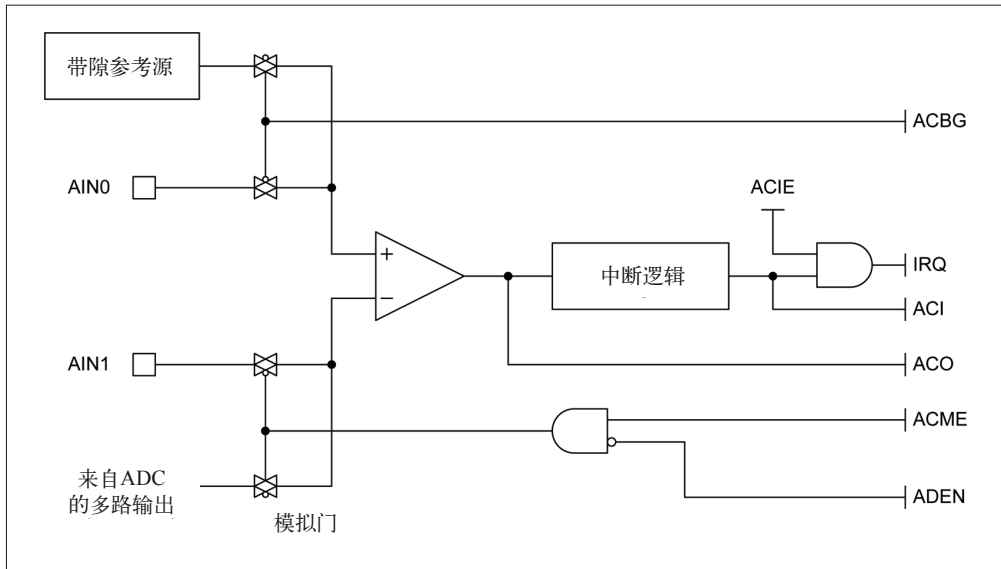 带隙参考源
ACBG
AIN0
ACIE
+
中断逻辑
IRQ
−
ACI
AIN1
ACO
ACME
来自ADC
的多路输出
ADEN
模拟门